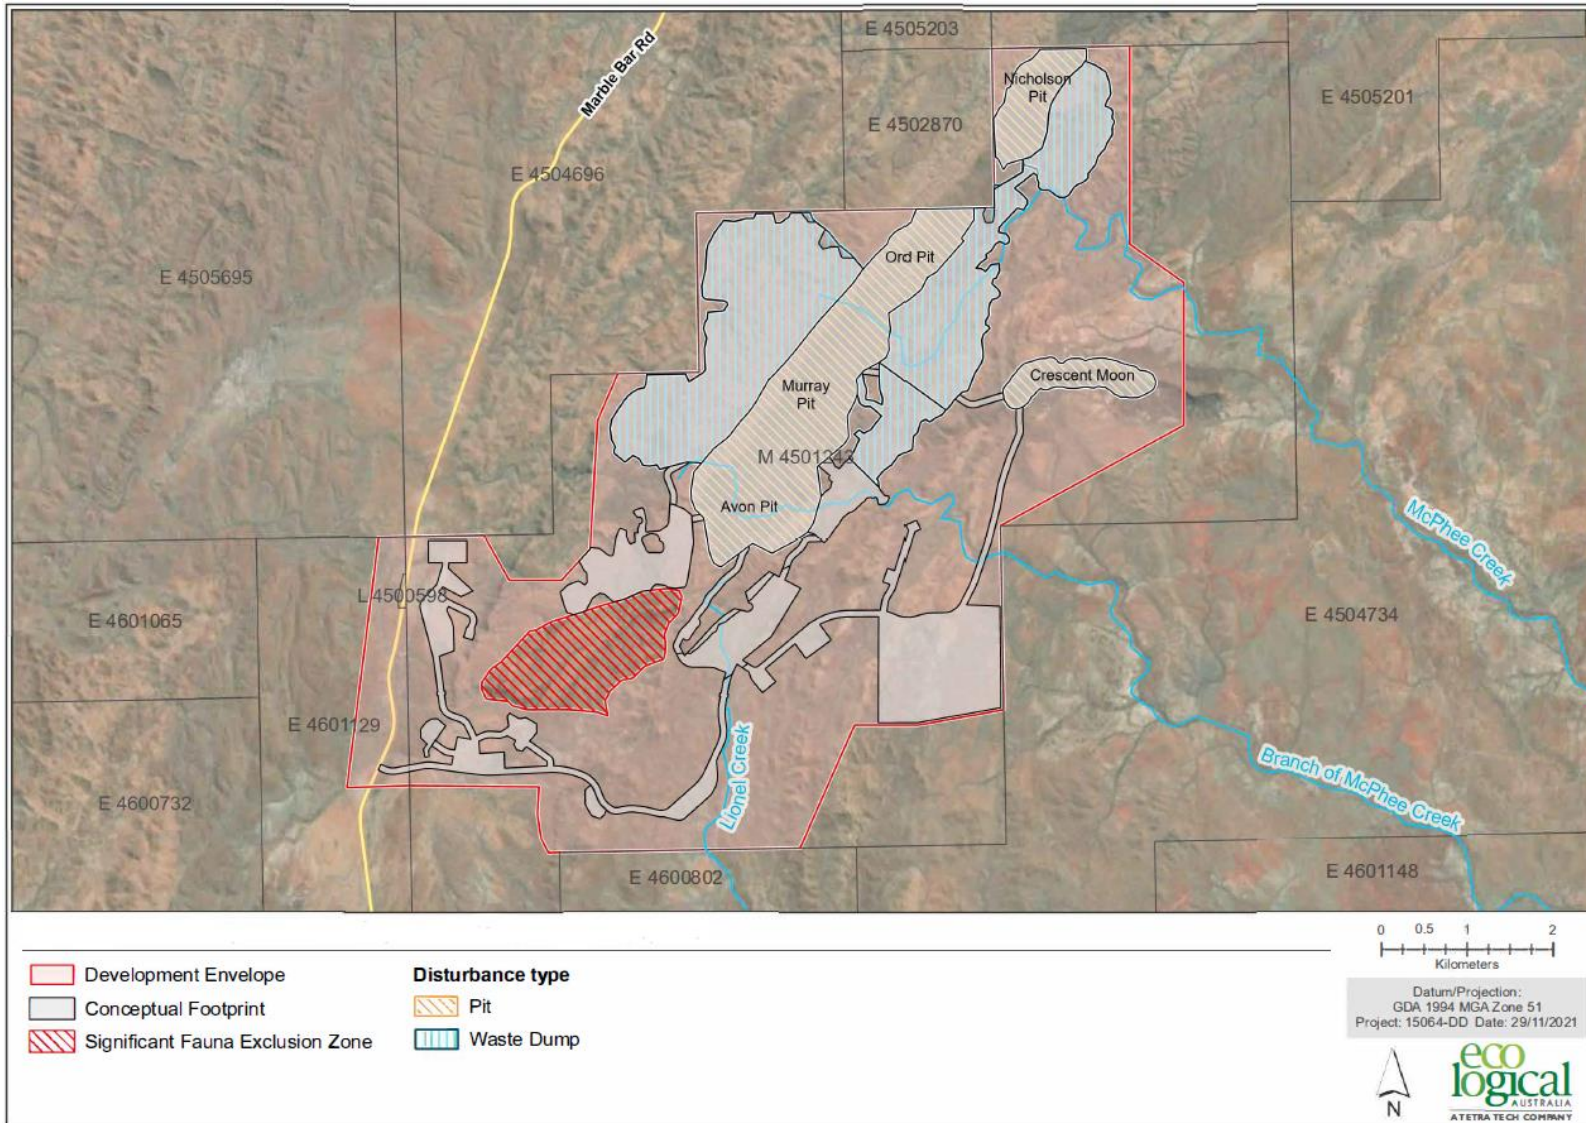 E 4505203
Marble Bar Rd
Nicholson
Pit
E 4505201
E 4502870
E 4504696
Ord Pit
E 4505695
Crescent Moon
Murray
Pit
M 4501243
Avon Pit
McPhee Creek
L 4500598
E 4601065
E 4504734
E 4601129
Lionel Creek
Branch of McPhee Creek
E 4600732
E 4600802
E 4601148
Development Envelope
Conceptual Footprint
Significant Fauna Exclusion Zone
Disturbance type
Pit
Waste Dump
0 0.5 1 2
Kilometers
Datum/Projection:
GDA 1994 MGA Zone 51
Project: 15064-DD Date: 29/11/2021
N
eco
logical
AUSTRALIA
A TETRA TECH COMPANY